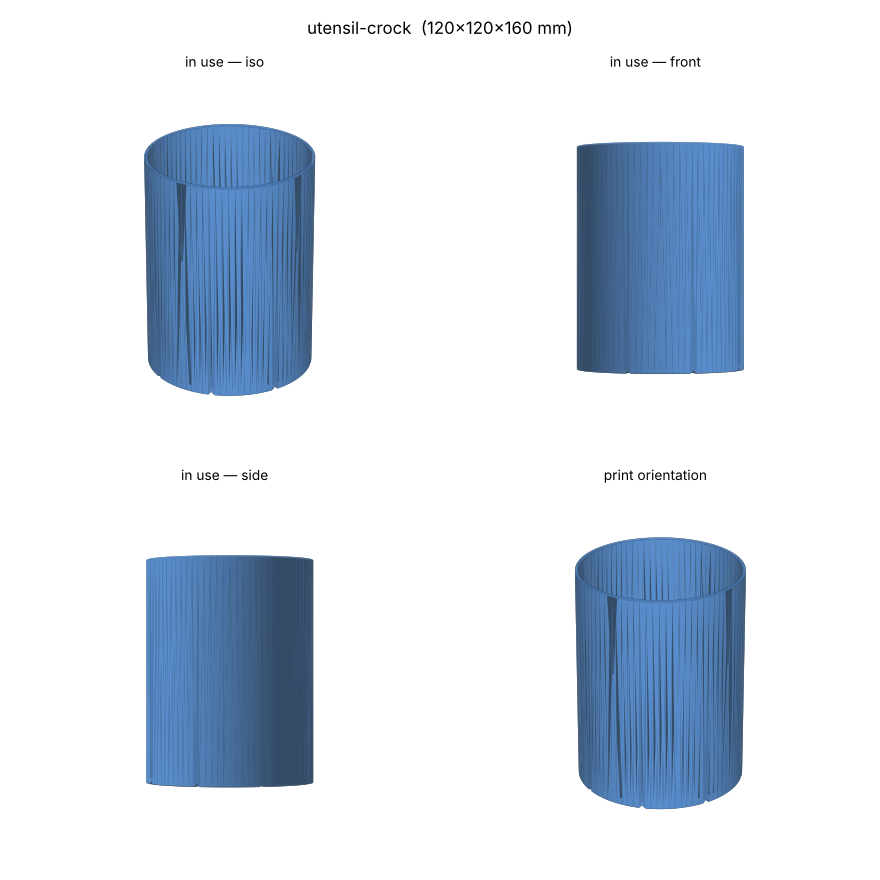 utensil-crock  (120×120×160 mm)
in use — iso
in use — front
in use — side
print orientation